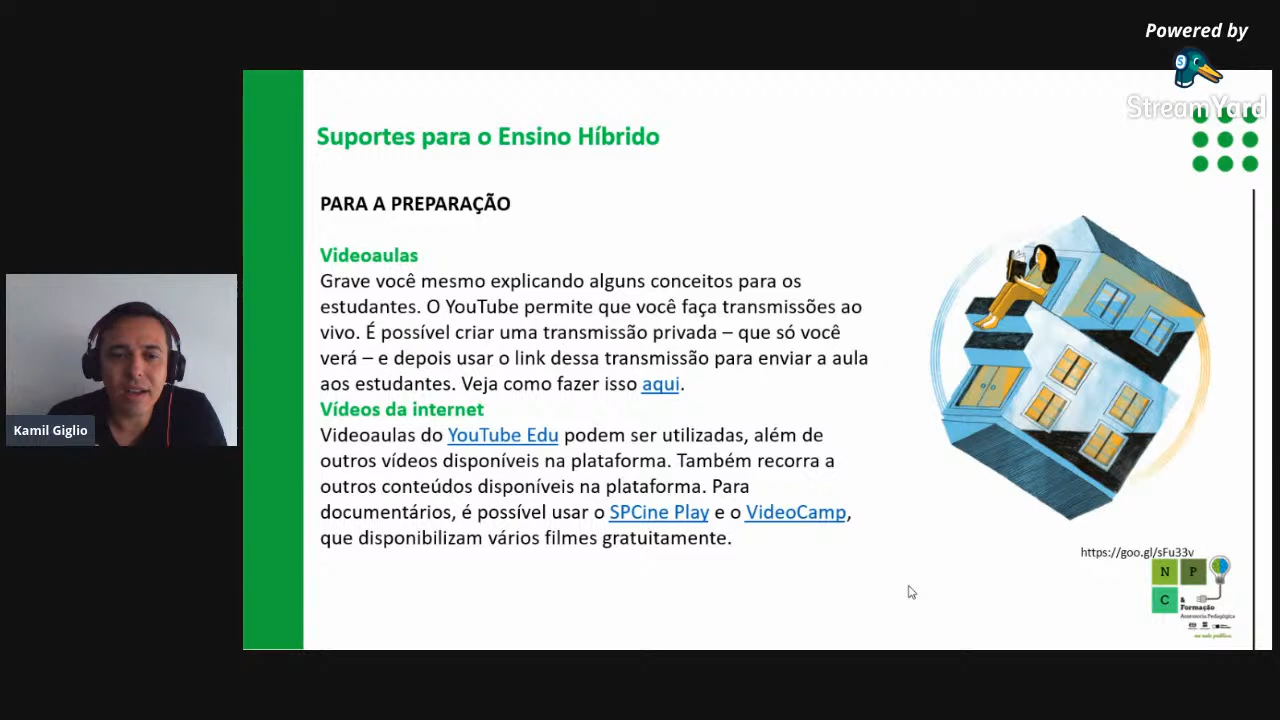 Powered by
StreamYard
Suportes para o Ensino Híbrido
PARA A PREPARAÇÃO
Videoaulas
Grave você mesmo explicando alguns conceitos para os
estudantes. O YouTube permite que você faça transmissões ao
vivo. É possível criar uma transmissão privada – que só você
verá – e depois usar o link dessa transmissão para enviar a aula
aos estudantes. Veja como fazer isso aqui.
Vídeos da internet
Videoaulas do YouTube Edu podem ser utilizadas, além de
outros vídeos disponíveis na plataforma. Também recorra a
outros conteúdos disponíveis na plataforma. Para
documentários, é possível usar o SPCine Play e o VideoCamp,
que disponibilizam vários filmes gratuitamente.
Kamil Giglio
https://goo.gl/sFu33v
N P
C &
Formação
Assessoria Pedagógica